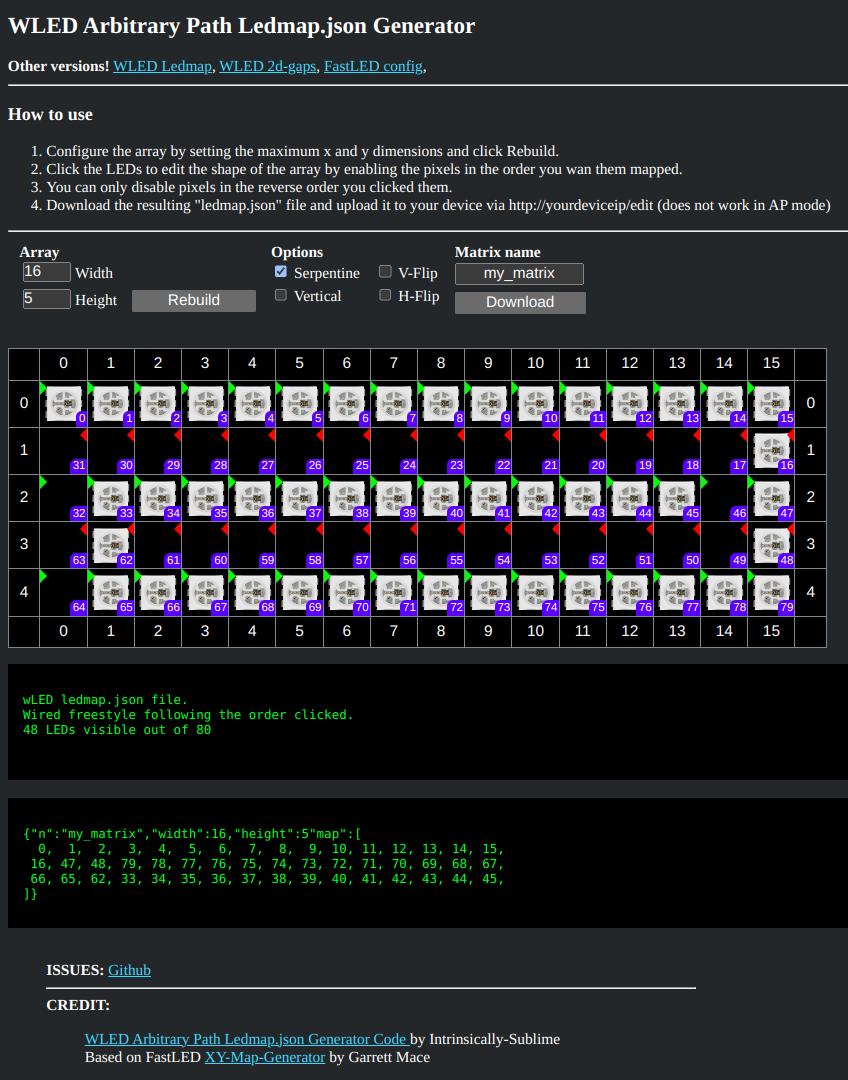 WLED Arbitrary Path Ledmap.json Generator
Other versions! WLED Ledmap, WLED 2d-gaps, FastLED config,
How to use
1. Configure the array by setting the maximum x and y dimensions and click Rebuild.
2. Click the LEDs to edit the shape of the array by enabling the pixels in the order you wan them mapped.
3. You can only disable pixels in the reverse order you clicked them.
4. Download the resulting "ledmap.json" file and upload it to your device via http://yourdeviceip/edit (does not work in AP mode)
Array Options Matrix name
16 Width Serpentine V-Flip my_matrix
5 Height Rebuild Vertical H-Flip Download
0 1 2 3 4 5 6 7 8 9 10 11 12 13 14 15
0 0 1 2 3 4 5 6 7 8 9 10 11 12 13 14 15 0
1 31 30 29 28 27 26 25 24 23 22 21 20 19 18 17 16 1
2 32 33 34 35 36 37 38 39 40 41 42 43 44 45 46 47 2
3 63 62 61 60 59 58 57 56 55 54 53 52 51 50 49 48 3
4 64 65 66 67 68 69 70 71 72 73 74 75 76 77 78 79 4
0 1 2 3 4 5 6 7 8 9 10 11 12 13 14 15
wLED ledmap.json file.
Wired freestyle following the order clicked.
48 LEDs visible out of 80
{"n":"my_matrix","width":16,"height":5"map":[
0, 1, 2, 3, 4, 5, 6, 7, 8, 9, 10, 11, 12, 13, 14, 15,
16, 47, 48, 79, 78, 77, 76, 75, 74, 73, 72, 71, 70, 69, 68, 67,
66, 65, 62, 33, 34, 35, 36, 37, 38, 39, 40, 41, 42, 43, 44, 45,
]}
ISSUES: Github
CREDIT:
WLED Arbitrary Path Ledmap.json Generator Code by Intrinsically-Sublime
Based on FastLED XY-Map-Generator by Garrett Mace